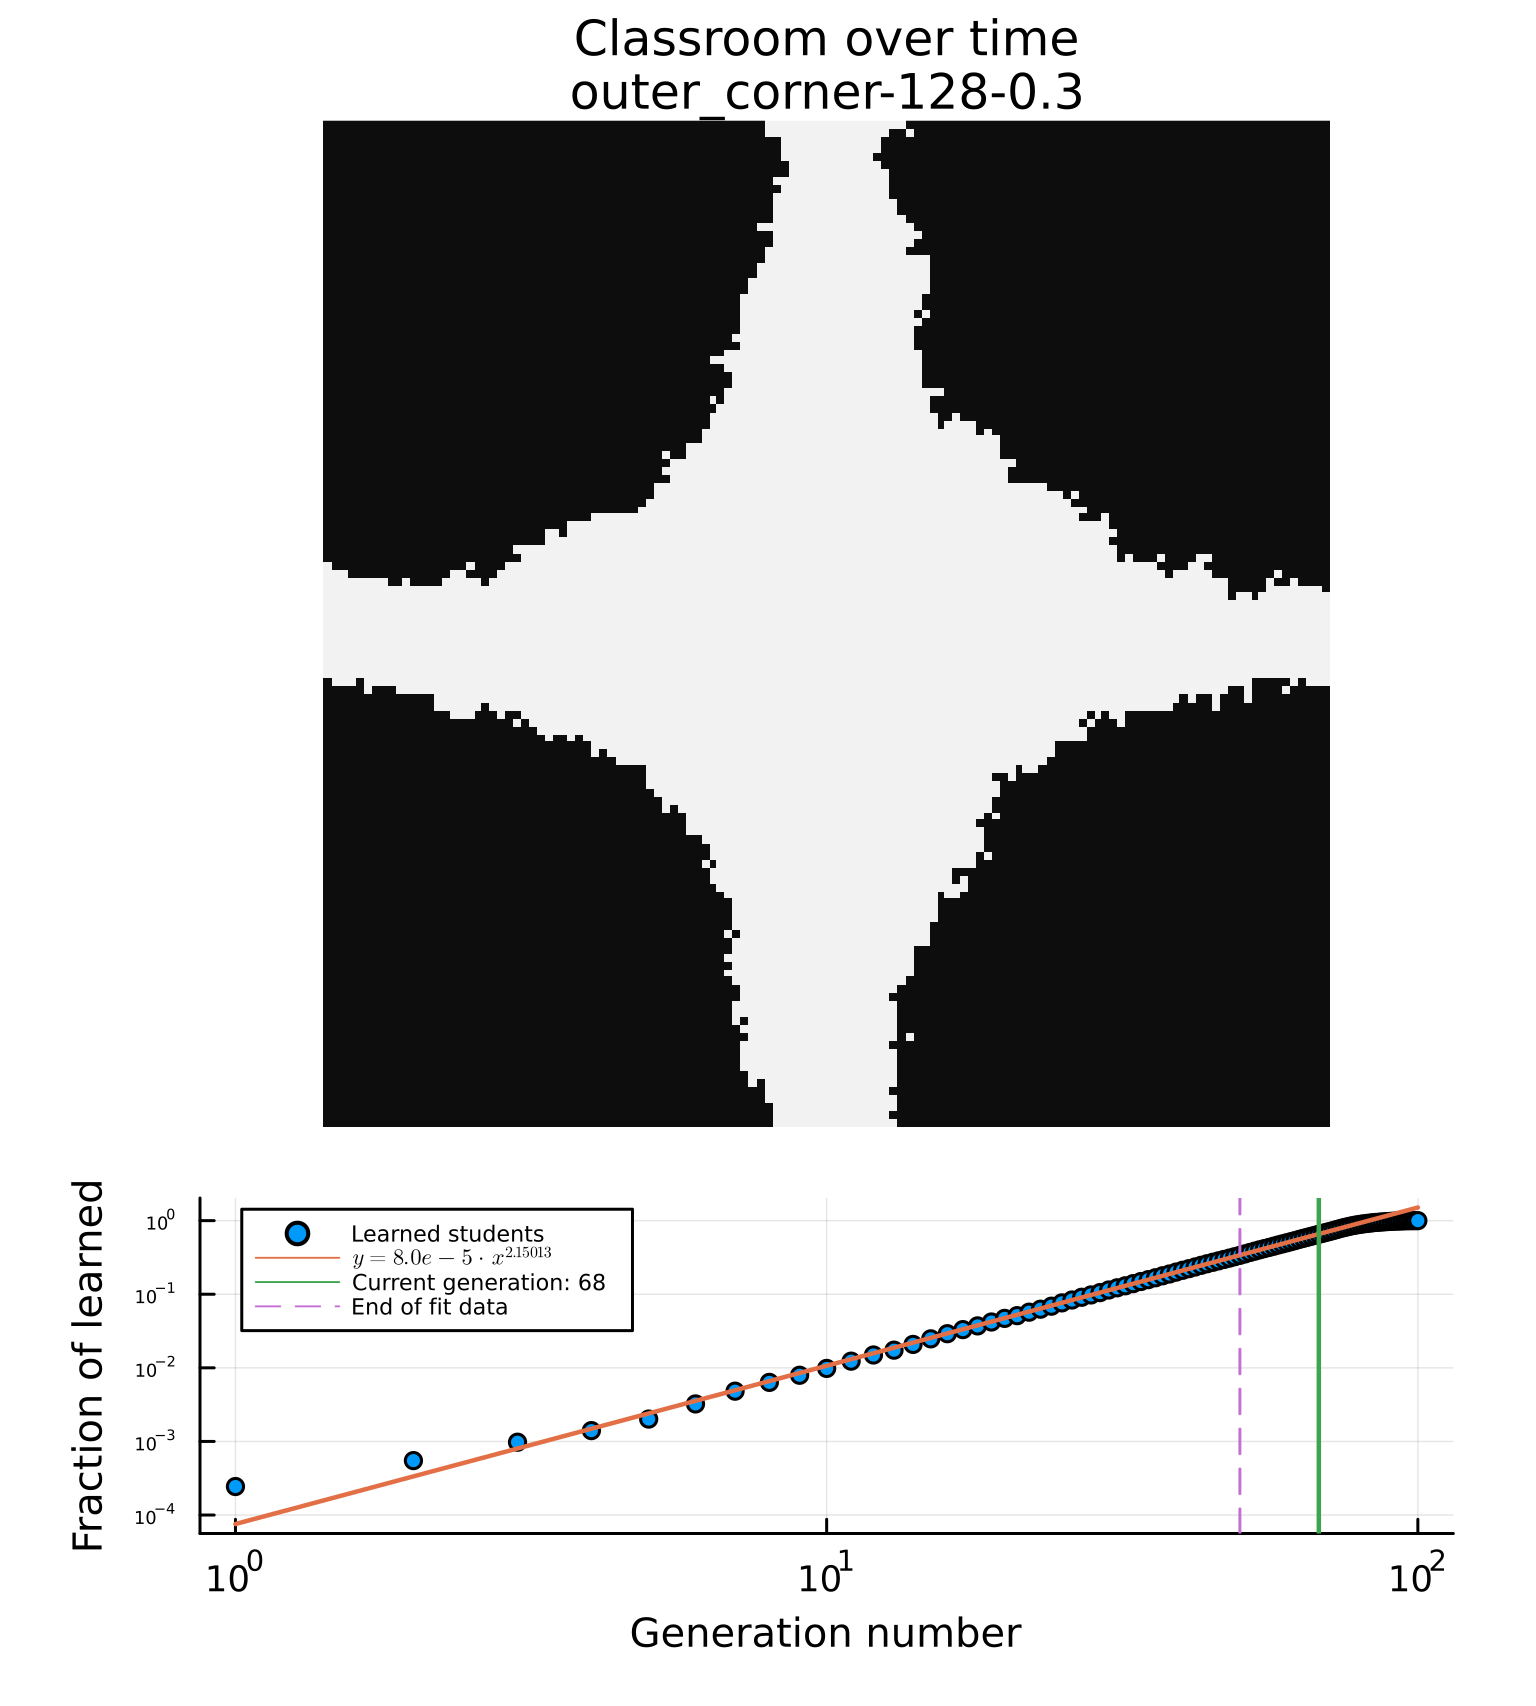 Classroom over time
outer_corner-128-0.3
Fraction of learned
10^0
10^−1
10^−2
10^−3
10^−4
Learned students
y = 8.0e − 5 · x^2.15013
Current generation: 68
End of fit data
10^0 10^1 10^2
Generation number